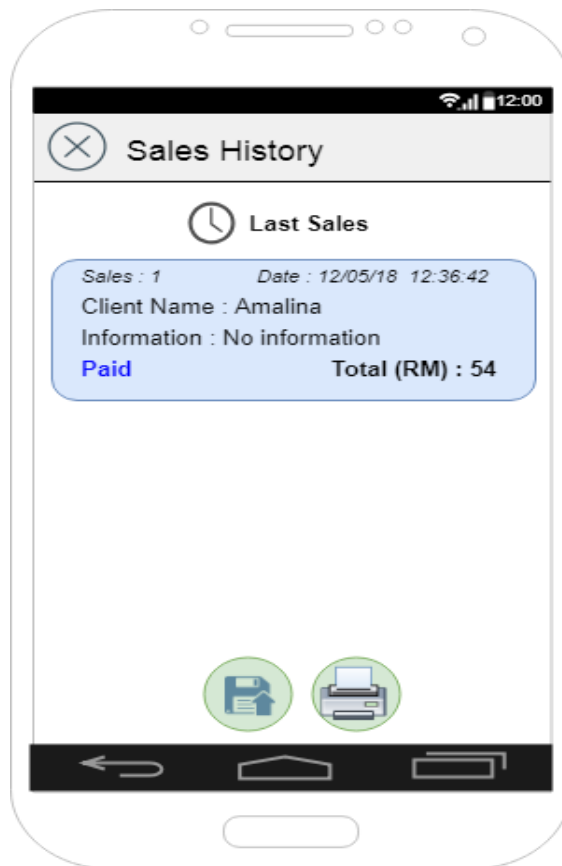 12:00
Sales History
Last Sales
Sales : 1 Date : 12/05/18 12:36:42
Client Name : Amalina
Information : No information
Paid Total (RM) : 54